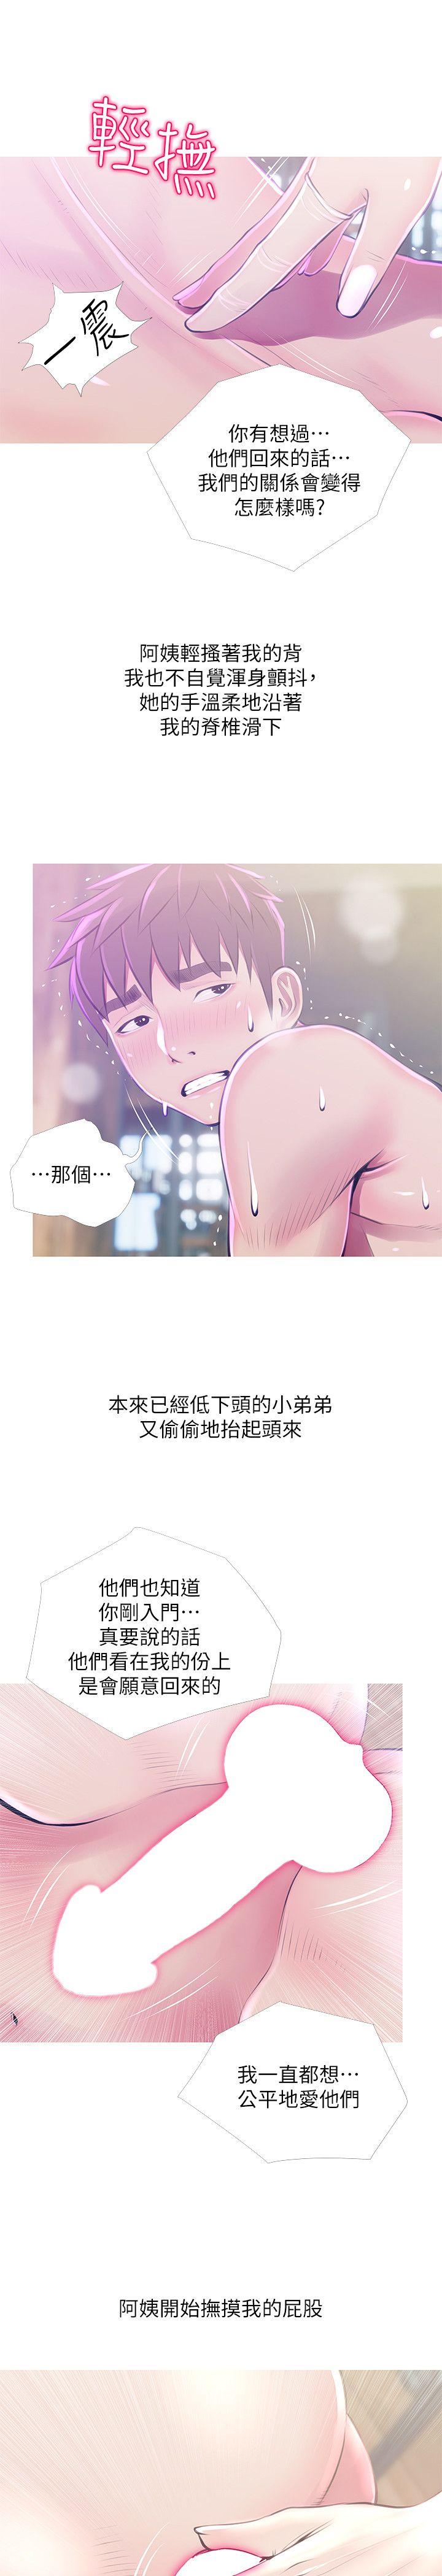 輕撫
一震
你有想過…
他們回來的話…
我們的關係會變得
怎麼樣嗎?
阿姨輕搔著我的背
我也不自覺渾身顫抖，
她的手溫柔地沿著
我的脊椎滑下
…那個…
本來已經低下頭的小弟弟
又偷偷地抬起頭來
他們也知道
你剛入門…
真要說的話
他們看在我的份上
是會願意回來的
我一直都想…
公平地愛他們
阿姨開始撫摸我的屁股